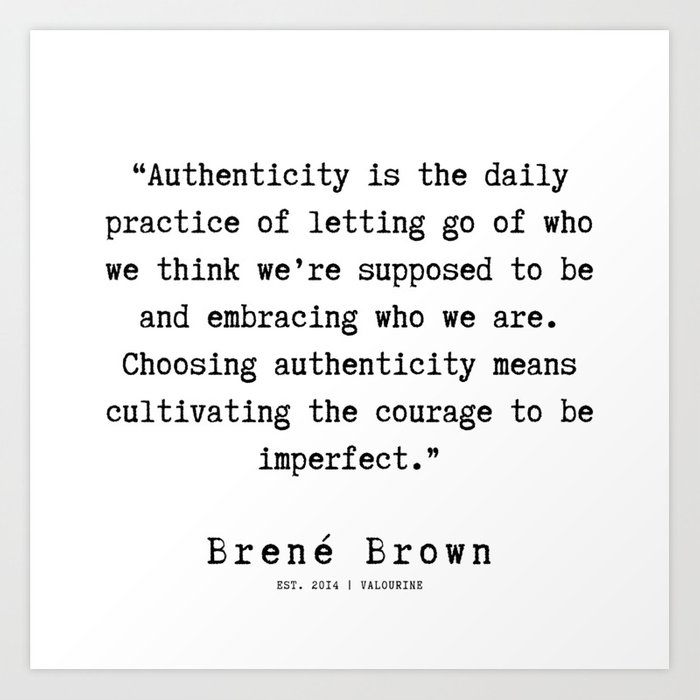 “Authenticity is the daily
practice of letting go of who
we think we’re supposed to be
and embracing who we are.
Choosing authenticity means
cultivating the courage to be
imperfect.”
Brené Brown
EST. 2014 | VALOURINE